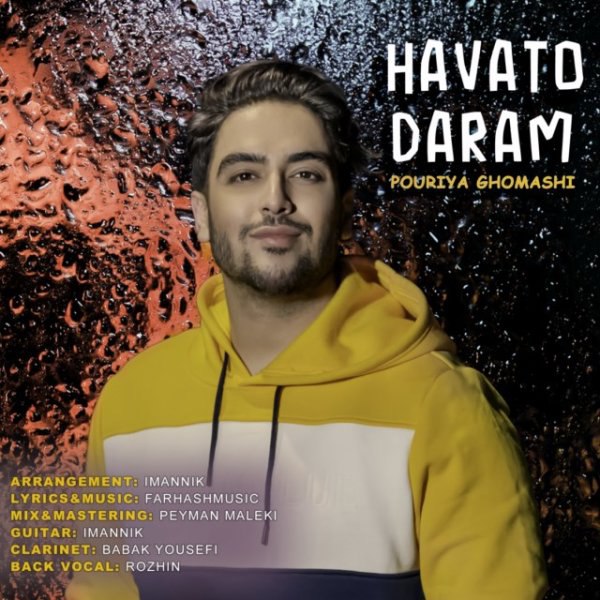 HAVATO
DARAM
POURIYA GHOMASHI
ARRANGEMENT: IMANNIK
LYRICS&MUSIC: FARHASHMUSIC
MIX&MASTERING: PEYMAN MALEKI
GUITAR: IMANNIK
CLARINET: BABAK YOUSEFI
BACK VOCAL: ROZHIN